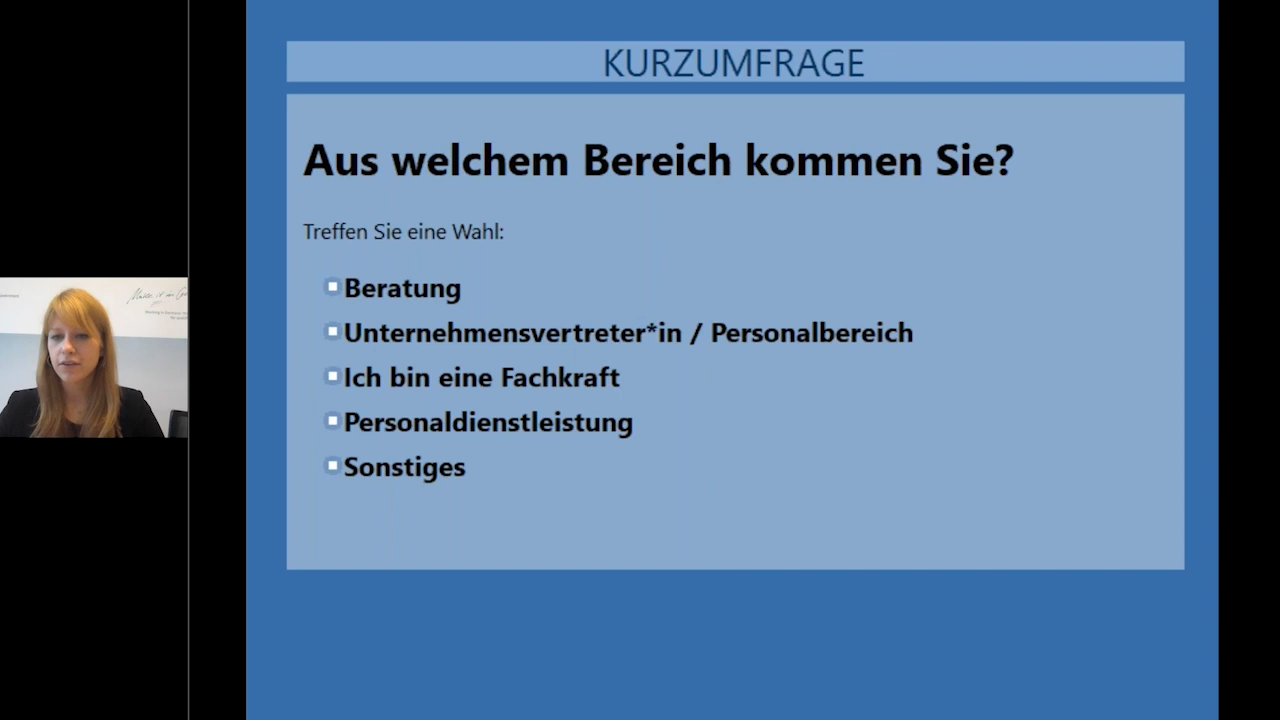 KURZUMFRAGE
Aus welchem Bereich kommen Sie?
Treffen Sie eine Wahl:
Beratung
Unternehmensvertreter*in / Personalbereich
Ich bin eine Fachkraft
Personaldienstleistung
Sonstiges